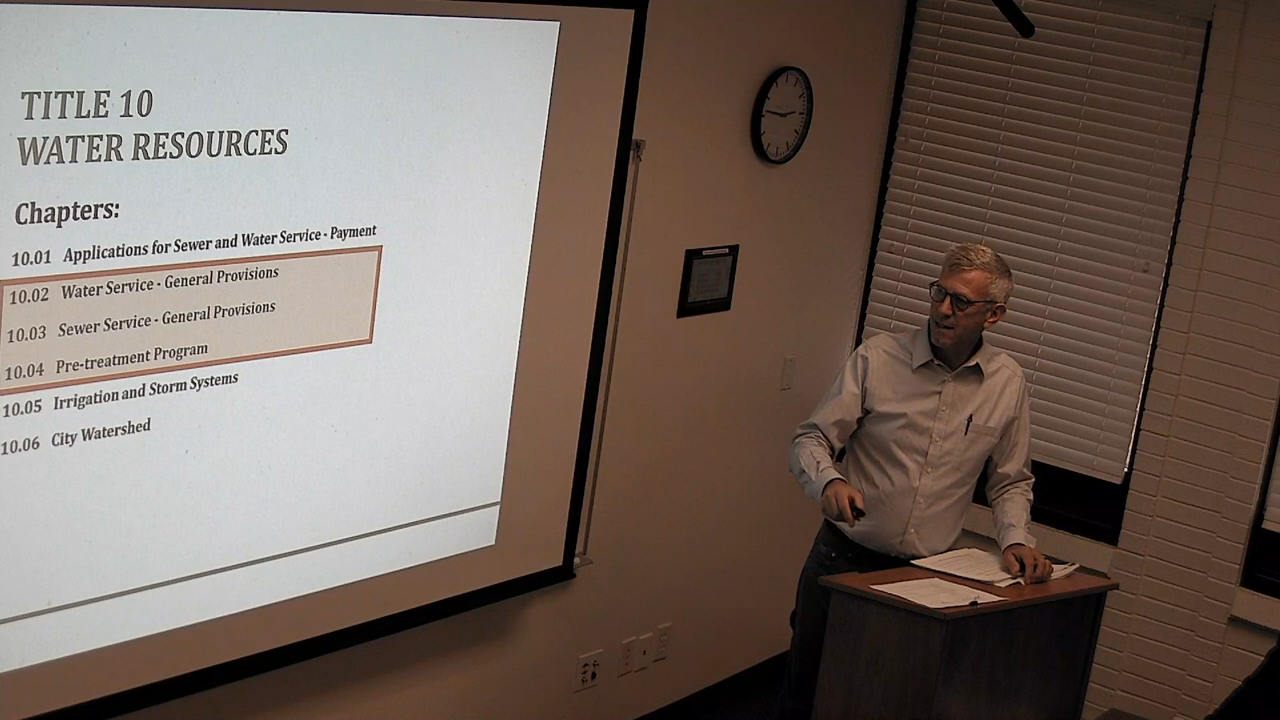 TITLE 10
WATER RESOURCES
Chapters:
10.01 Applications for Sewer and Water Service - Payment
10.02 Water Service - General Provisions
10.03 Sewer Service - General Provisions
10.04 Pre-treatment Program
10.05 Irrigation and Storm Systems
10.06 City Watershed